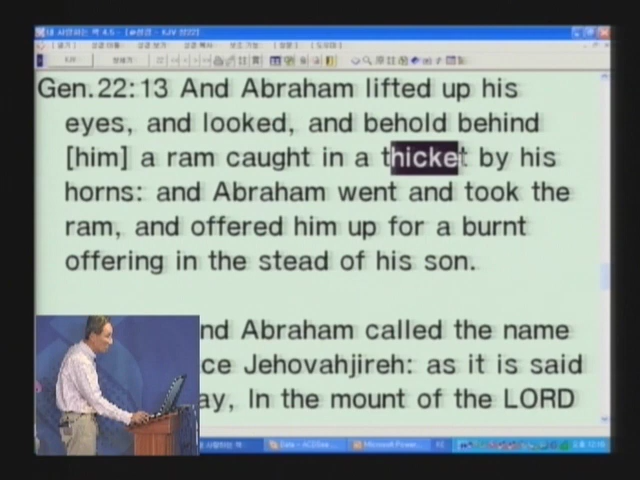 Gen.22:13 And Abraham lifted up his
eyes, and looked, and behold behind
[him] a ram caught in a thicket by his
horns: and Abraham went and took the
ram, and offered him up for a burnt
offering in the stead of his son.
nd Abraham called the name
ce Jehovahjireh: as it is said
ay, In the mount of the LORD
Microsoft Power...